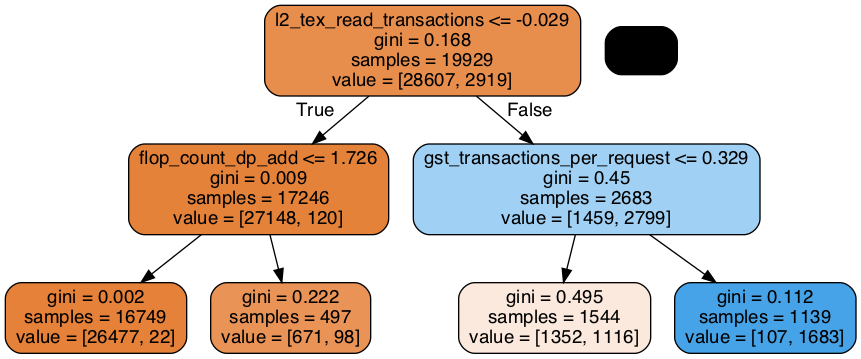 l2_tex_read_transactions <= -0.029
gini = 0.168
samples = 19929
value = [28607, 2919]
True
False
flop_count_dp_add <= 1.726
gini = 0.009
samples = 17246
value = [27148, 120]
gst_transactions_per_request <= 0.329
gini = 0.45
samples = 2683
value = [1459, 2799]
gini = 0.002
samples = 16749
value = [26477, 22]
gini = 0.222
samples = 497
value = [671, 98]
gini = 0.495
samples = 1544
value = [1352, 1116]
gini = 0.112
samples = 1139
value = [107, 1683]